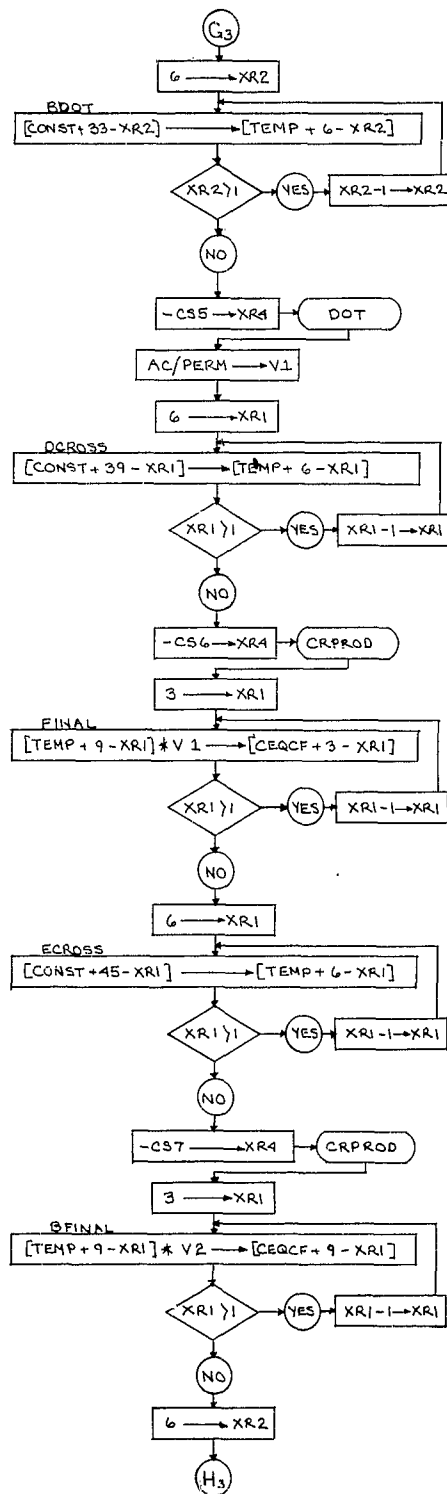 G3
6 → XR2
BDOT
[CONST+33-XR2] → [TEMP+6-XR2]
XR2>1
YES
XR2-1→XR2
NO
-CS5→XR4
DOT
AC/PERM → V1
6 → XR1
DCROSS
[CONST+39-XR1] → [TEMP+6-XR1]
XR1>1
YES
XR1-1→XR1
NO
-CS6→XR4
CRPROD
3 → XR1
FINAL
[TEMP+9-XR1]*V1 → [CEQCF+3-XR1]
XR1>1
YES
XR1-1→XR1
NO
6 → XR1
ECROSS
[CONST+45-XR1] → [TEMP+6-XR1]
XR1>1
YES
XR1-1→XR1
NO
-CS7 → XR4
CRPROD
3 → XR1
BFINAL
[TEMP+9-XR1]*V2 → [CEQCF+9-XR1]
XR1>1
YES
XR1-1→XR1
NO
6 → XR2
H3